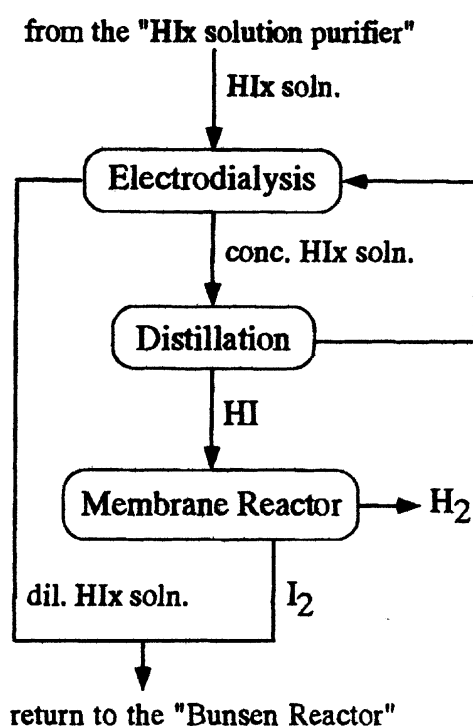 from the "HIx solution purifier"
HIx soln.
Electrodialysis
conc. HIx soln.
Distillation
HI
Membrane Reactor
H2
dil. HIx soln.
I2
return to the "Bunsen Reactor"